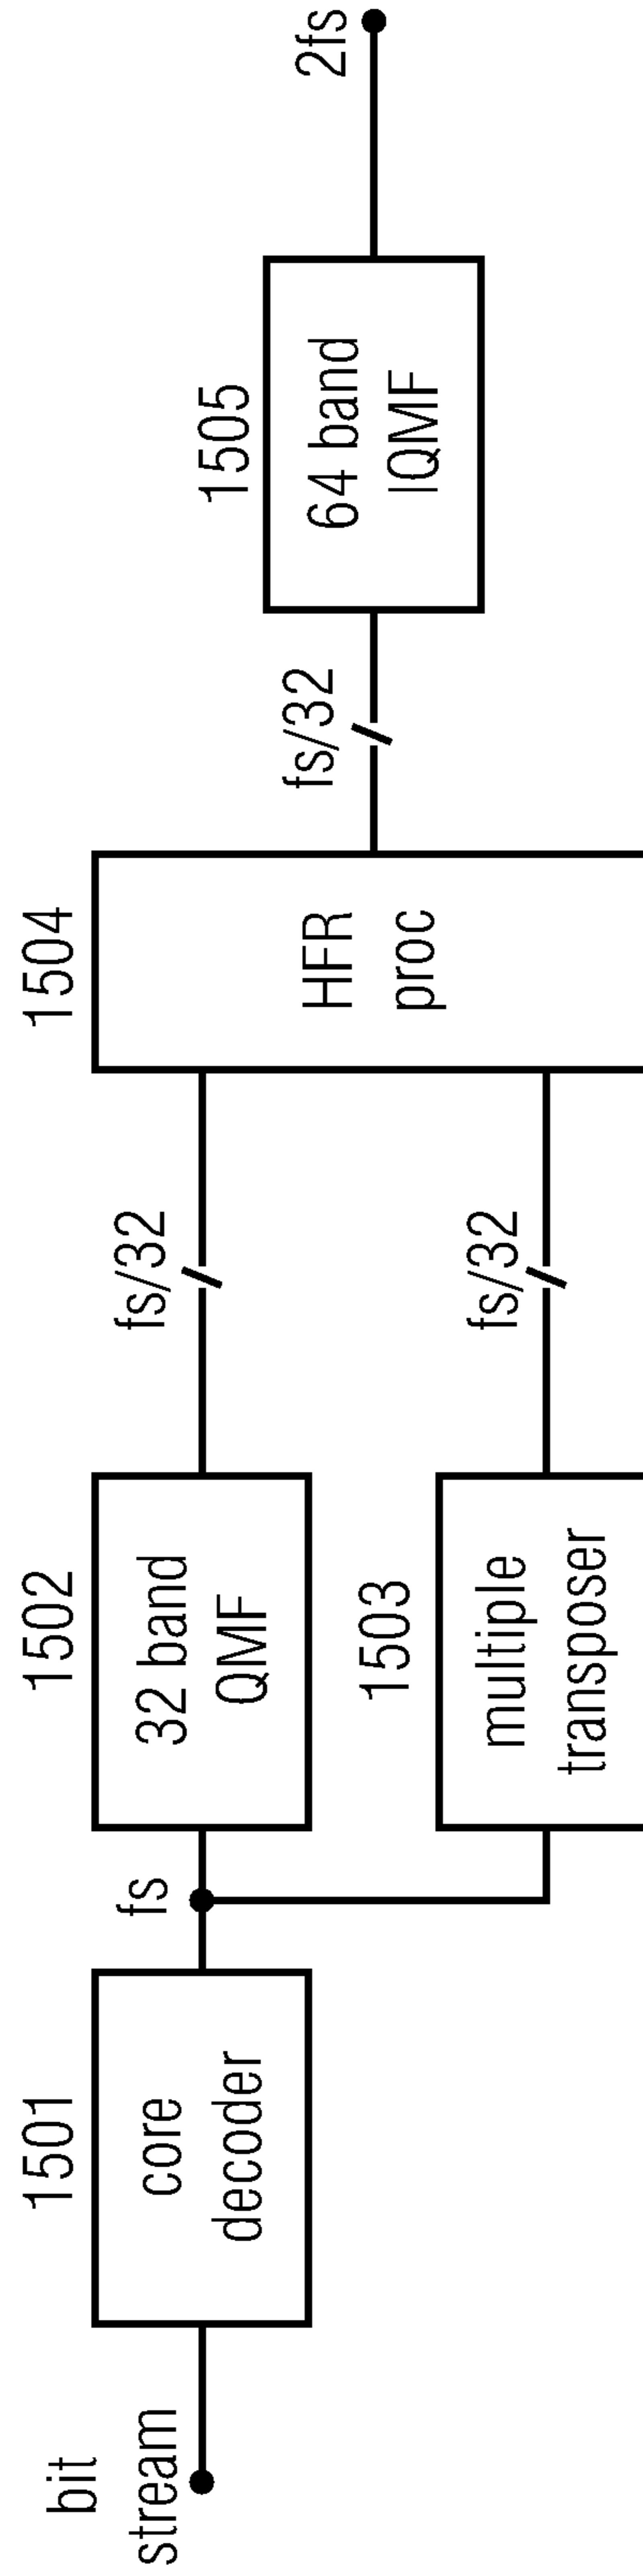 bit
stream
1501
core
decoder
fs
1502
32 band
QMF
1503
multiple
transposer
fs/32
fs/32
1504
HFR
proc
fs/32
1505
64 band
IQMF
2fs